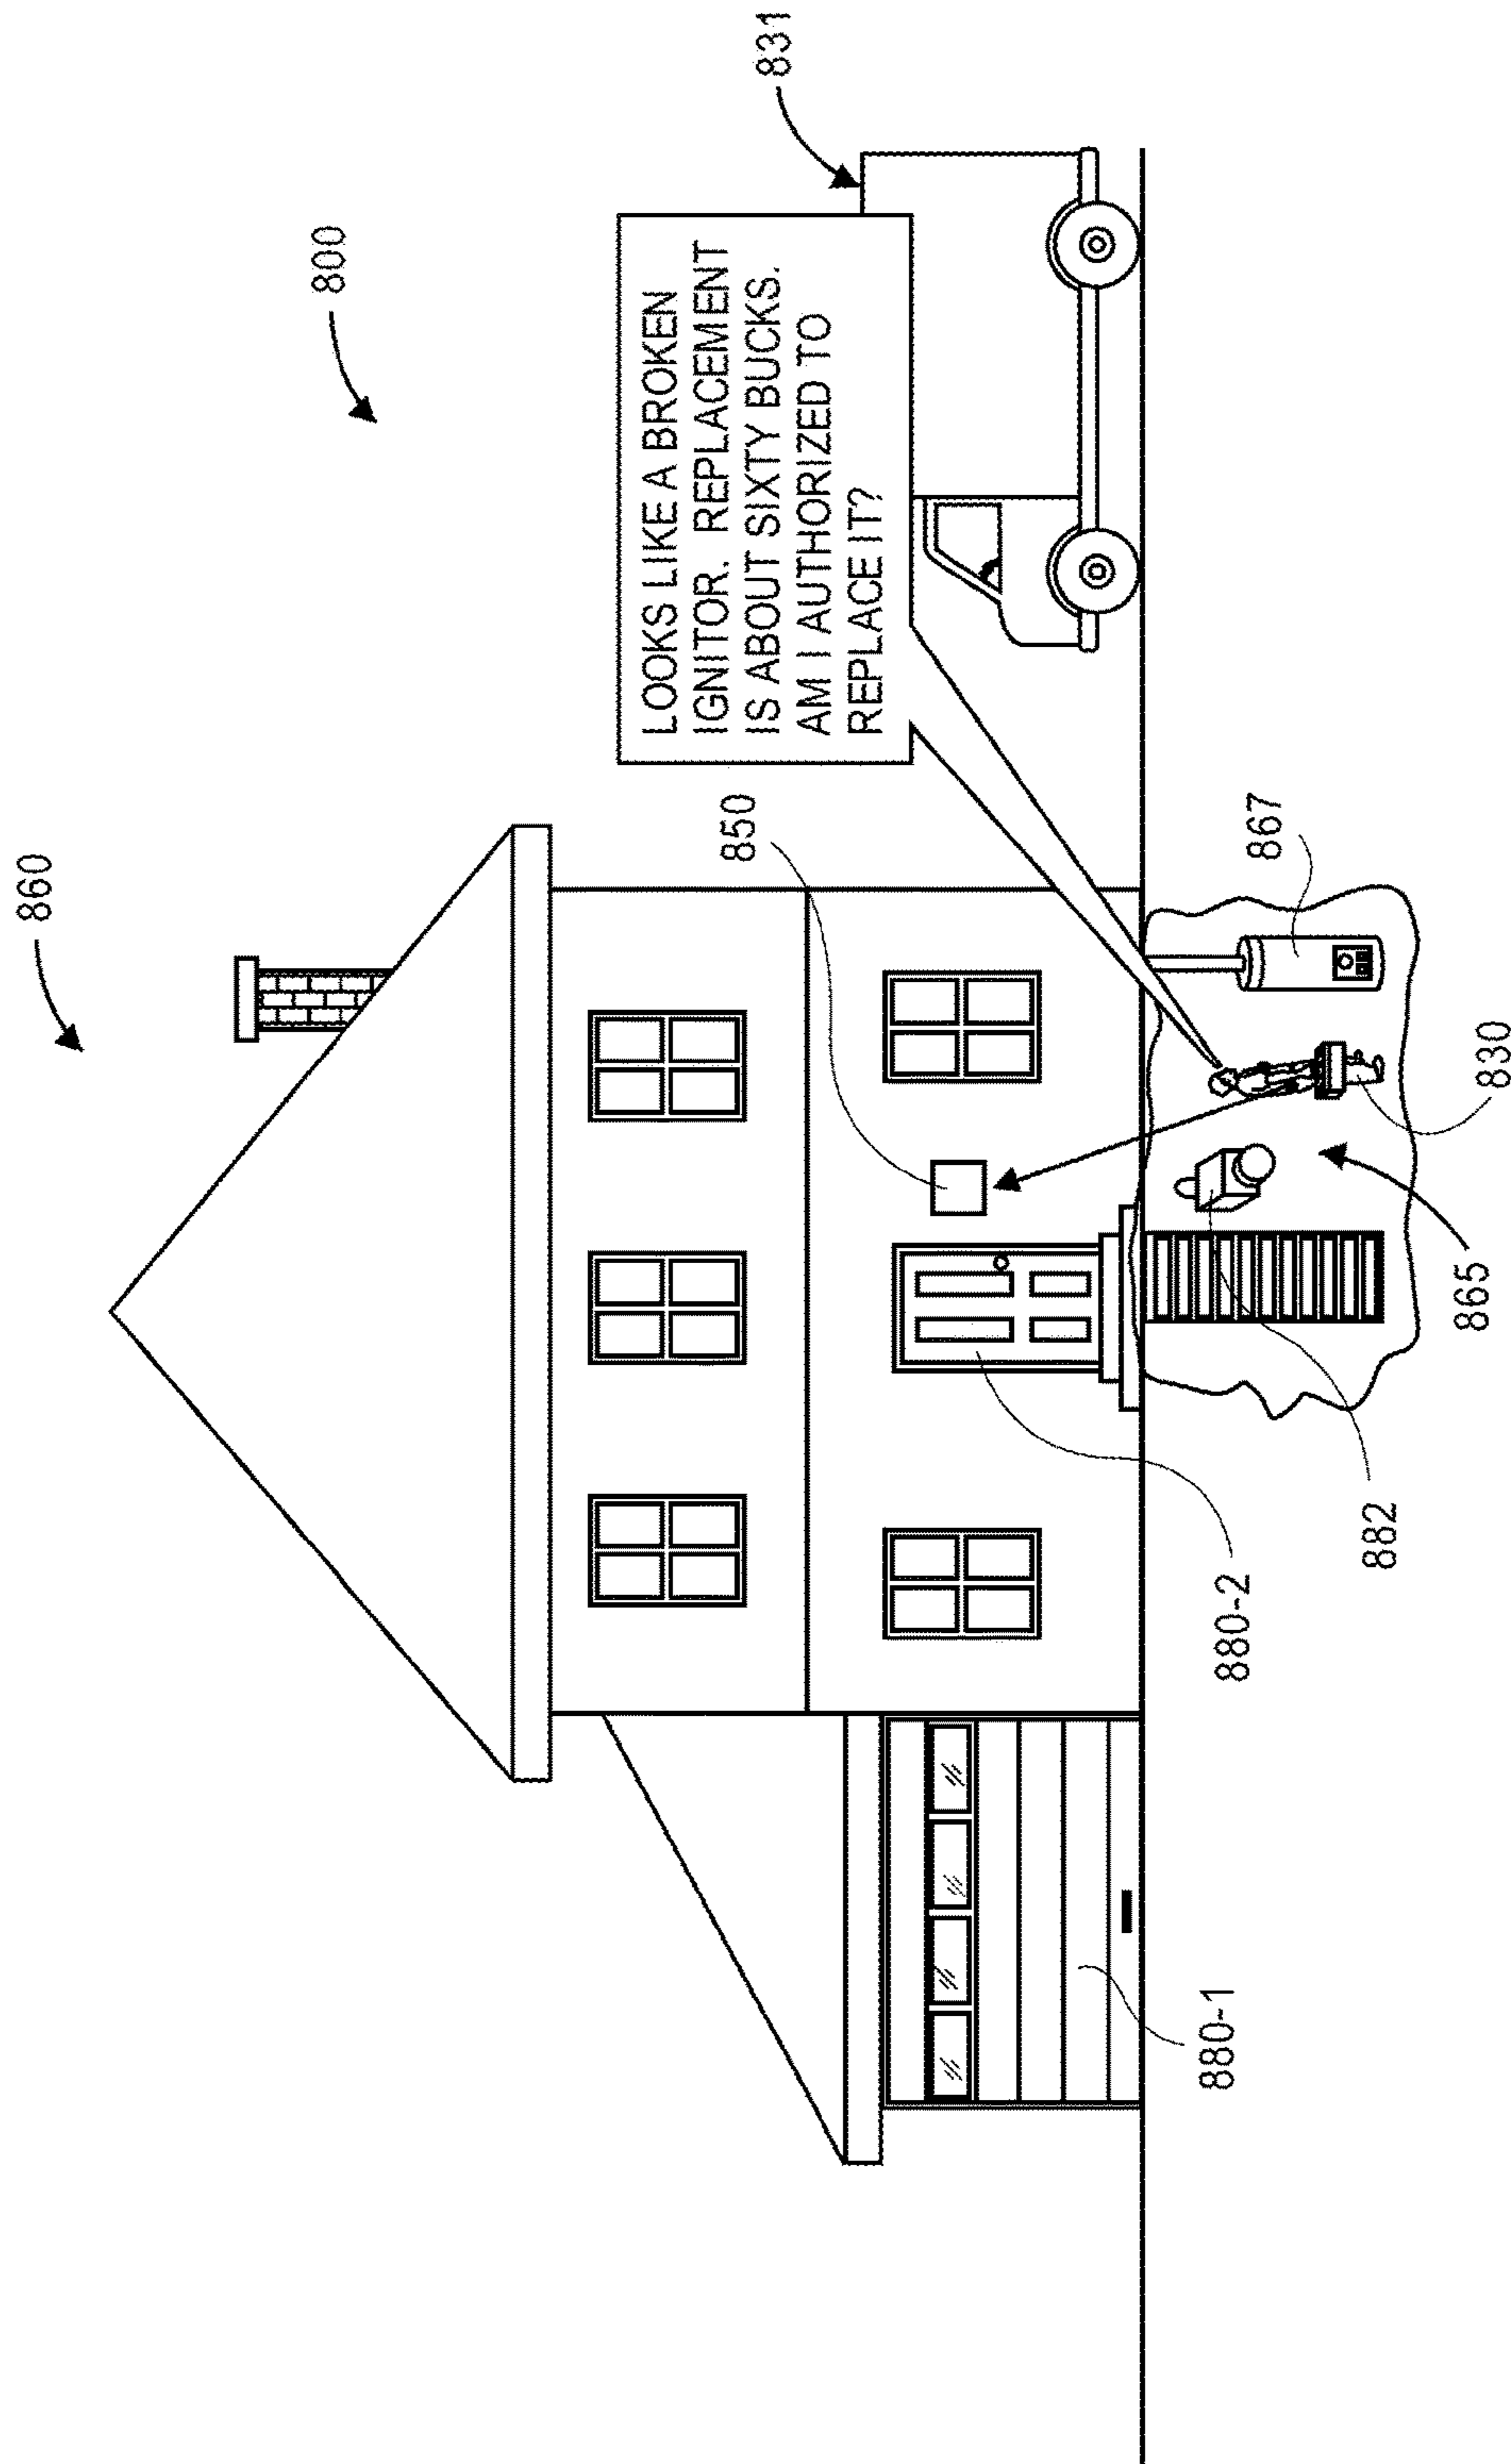 860
800
831
LOOKS LIKE A BROKEN
IGNITOR. REPLACEMENT
IS ABOUT SIXTY BUCKS.
AM I AUTHORIZED TO
REPLACE IT?
850
880-1
880-2
882
865
830
867